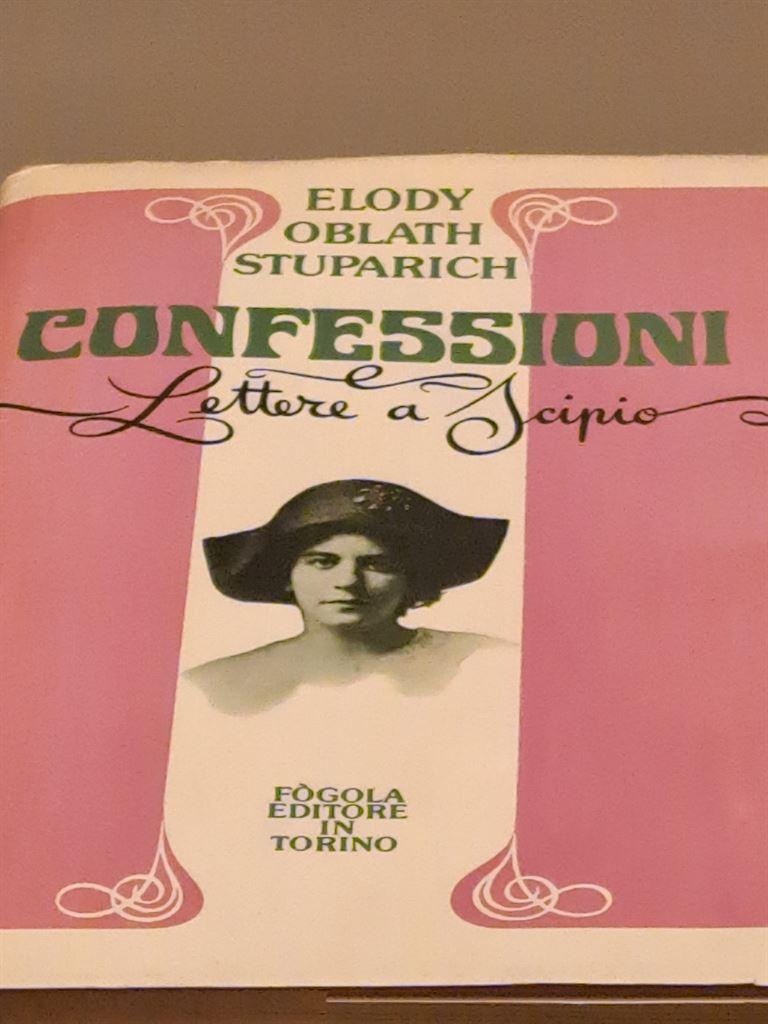 ELODY
OBLATH
STUPARICH
CONFESSIONI
e
Lettere a Scipio
FÒGOLA
EDITORE
IN
TORINO